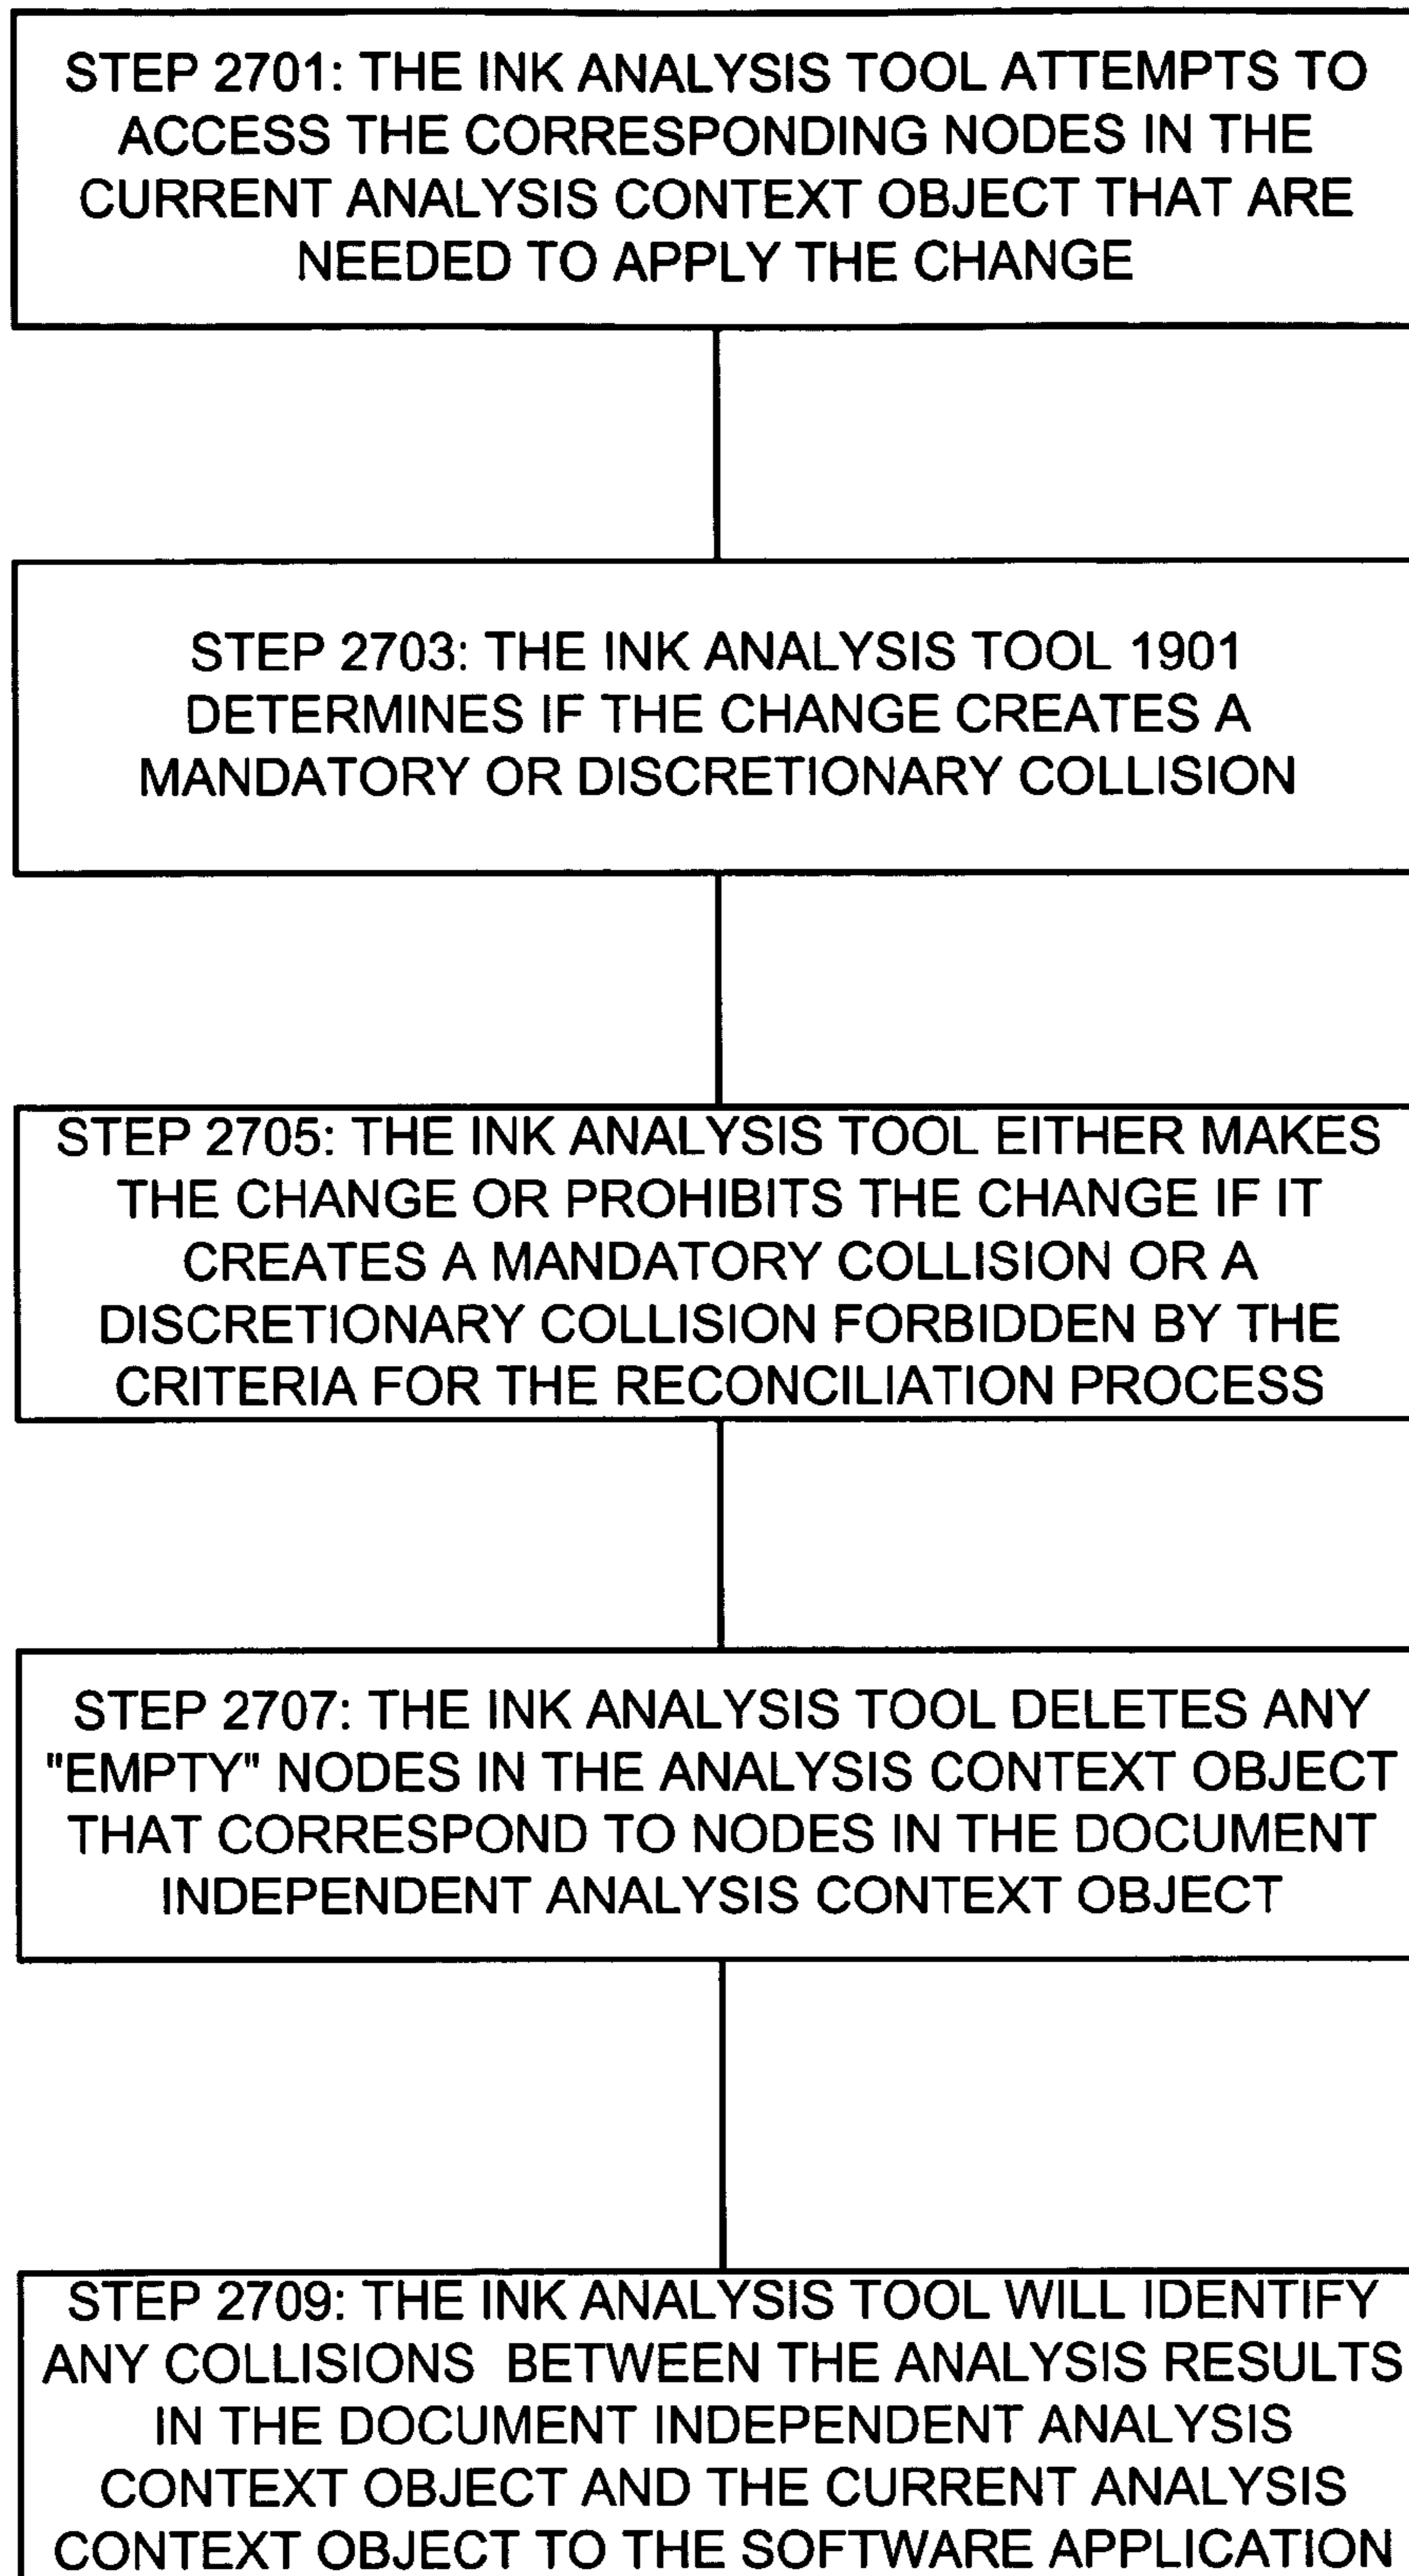 STEP 2701: THE INK ANALYSIS TOOL ATTEMPTS TO
ACCESS THE CORRESPONDING NODES IN THE
CURRENT ANALYSIS CONTEXT OBJECT THAT ARE
NEEDED TO APPLY THE CHANGE
STEP 2703: THE INK ANALYSIS TOOL 1901
DETERMINES IF THE CHANGE CREATES A
MANDATORY OR DISCRETIONARY COLLISION
STEP 2705: THE INK ANALYSIS TOOL EITHER MAKES
THE CHANGE OR PROHIBITS THE CHANGE IF IT
CREATES A MANDATORY COLLISION OR A
DISCRETIONARY COLLISION FORBIDDEN BY THE
CRITERIA FOR THE RECONCILIATION PROCESS
STEP 2707: THE INK ANALYSIS TOOL DELETES ANY
"EMPTY" NODES IN THE ANALYSIS CONTEXT OBJECT
THAT CORRESPOND TO NODES IN THE DOCUMENT
INDEPENDENT ANALYSIS CONTEXT OBJECT
STEP 2709: THE INK ANALYSIS TOOL WILL IDENTIFY
ANY COLLISIONS BETWEEN THE ANALYSIS RESULTS
IN THE DOCUMENT INDEPENDENT ANALYSIS
CONTEXT OBJECT AND THE CURRENT ANALYSIS
CONTEXT OBJECT TO THE SOFTWARE APPLICATION